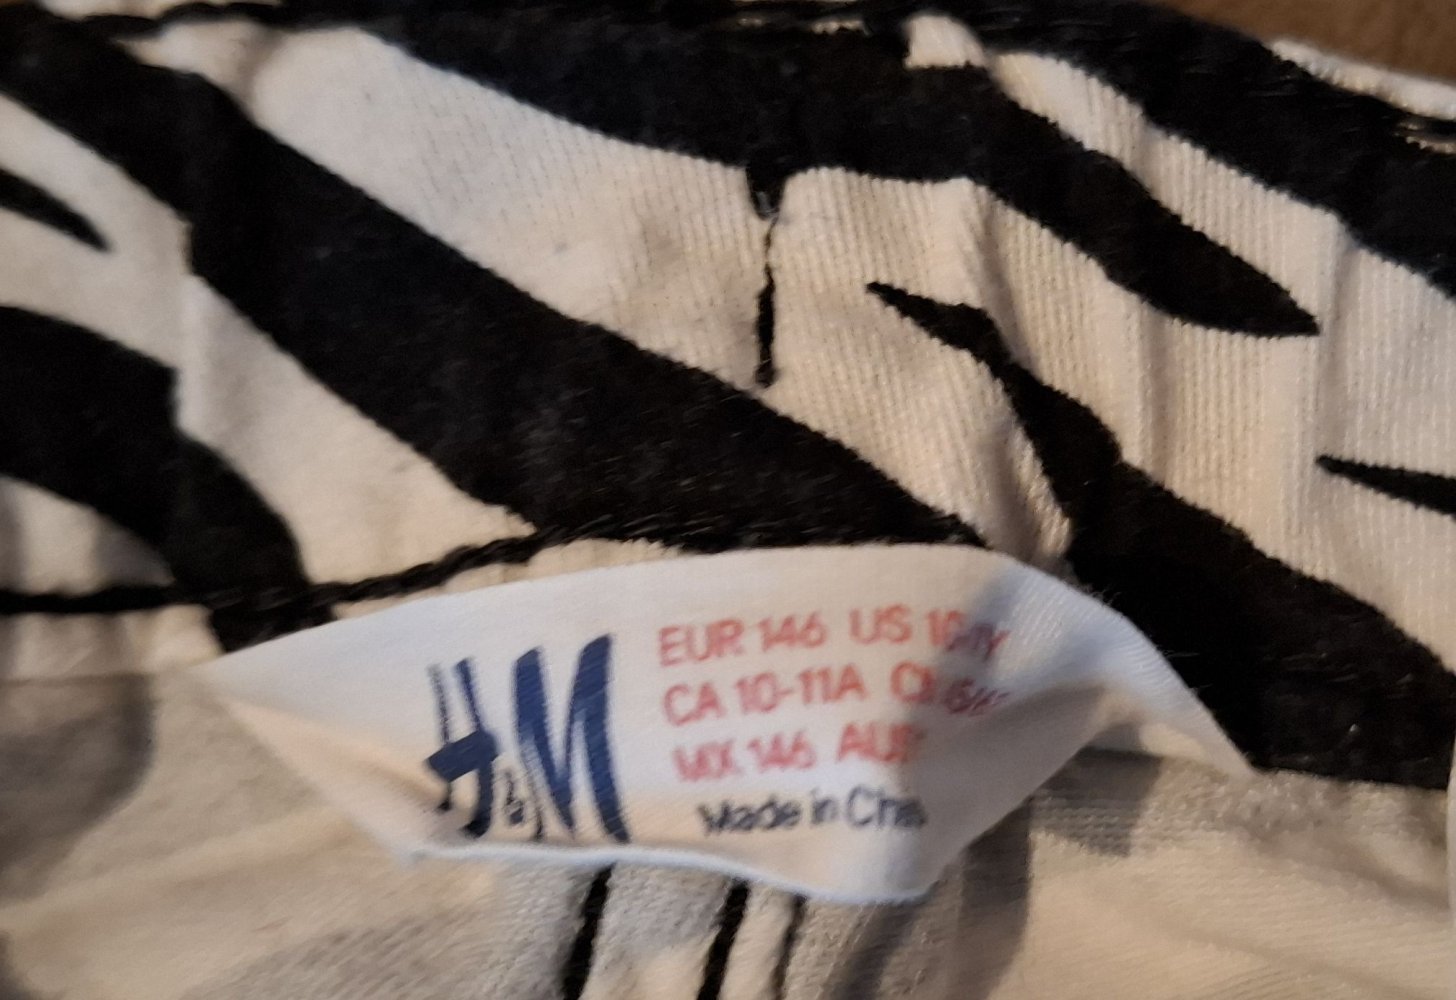 H&M
EUR 146 US
CA 10-11A
MX 146
Made in